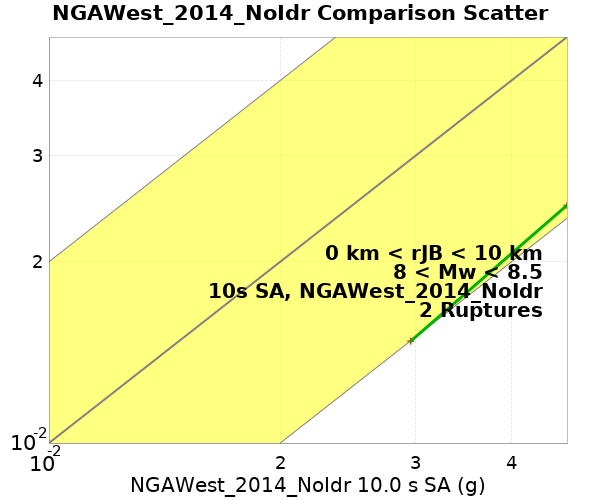 NGAWest_2014_NoIdr Comparison Scatter
4
3
2
10-2
0 km < rJB < 10 km
8 < Mw < 8.5
10s SA, NGAWest_2014_NoIdr
2 Ruptures
10-2
2
3
4
NGAWest_2014_NoIdr 10.0 s SA (g)